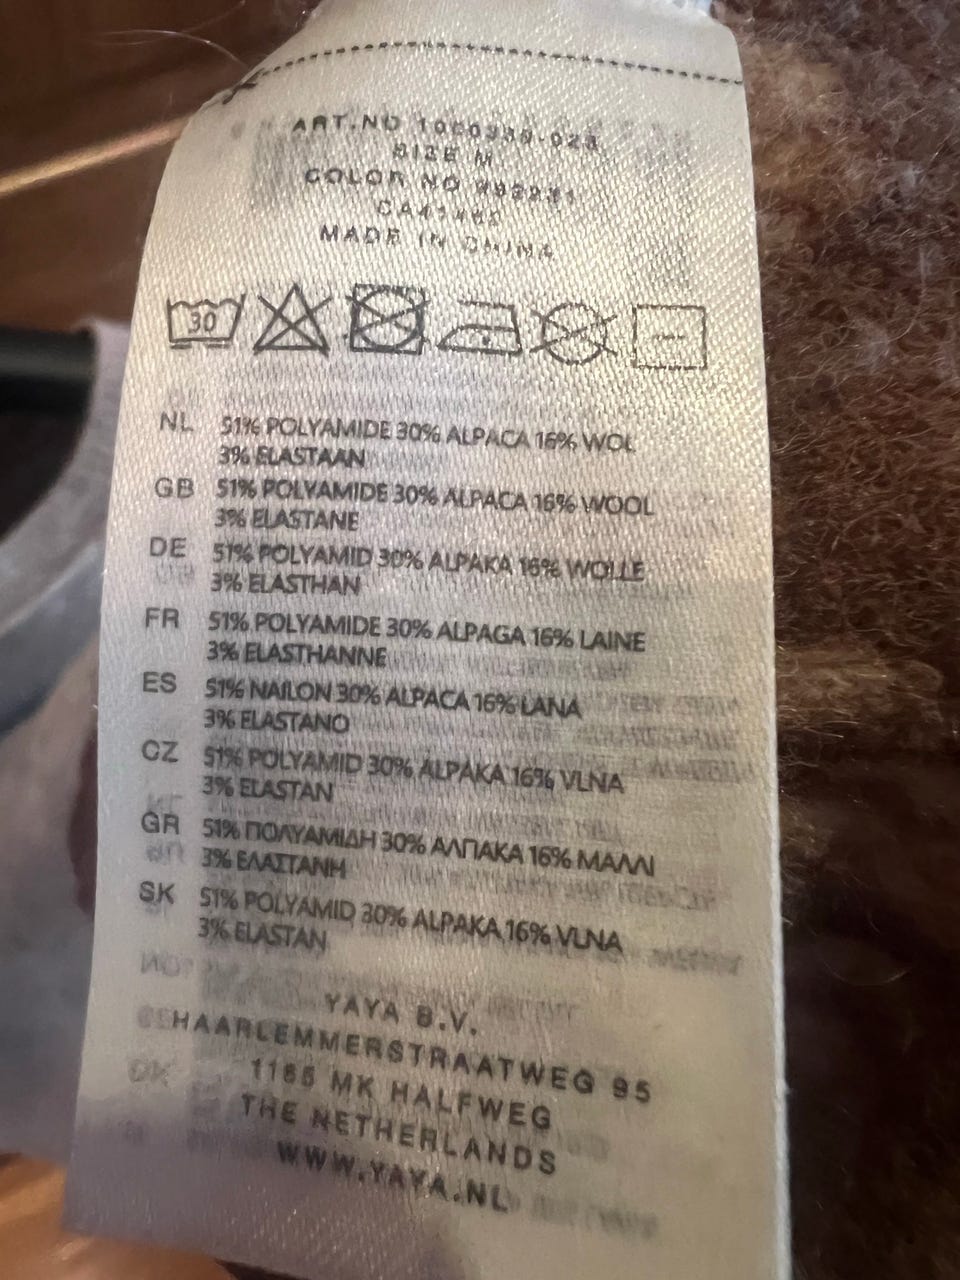 ART.NO
SIZE M
COLOR NO 992231
MADE IN CHINA
30
NL 51% POLYAMIDE 30% ALPACA 16% WOL
3% ELASTAAN
GB 51% POLYAMIDE 30% ALPACA 16% WOOL
3% ELASTANE
DE 51% POLYAMID 30% ALPAKA 16% WOLLE
3% ELASTHAN
FR 51% POLYAMIDE 30% ALPAGA 16% LAINE
3% ELASTHANNE
ES 51% NAILON 30% ALPACA 16% LANA
3% ELASTANO
CZ 51% POLYAMID 30% ALPAKA 16% VLNA
3% ELASTAN
GR 51% ΠΟΛΥΑΜΙΔΗ 30% ΑΛΠΑΚΑ 16% ΜΑΛΛΙ
3% ΕΛΑΣΤΑΝΗ
SK 51% POLYAMID 30% ALPAKA 16% VLNA
3% ELASTAN
YAYA B.V.
HAARLEMMERSTRAATWEG 95
1165 MK HALFWEG
THE NETHERLANDS
WWW.YAYA.NL